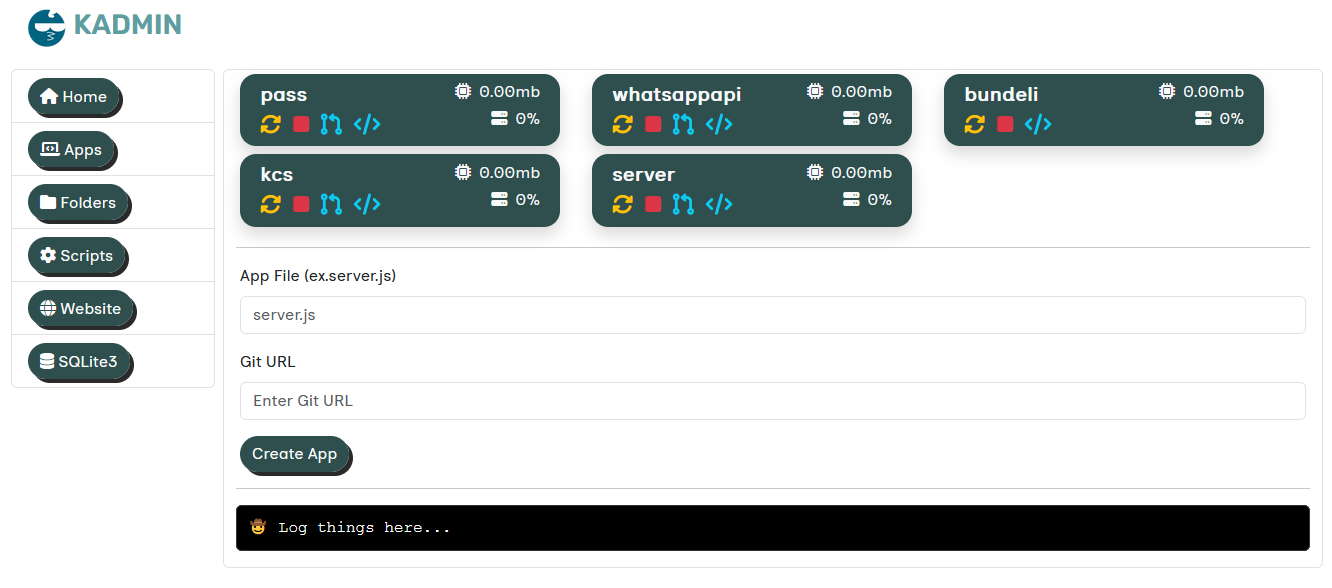 KADMIN
Home
Apps
Folders
Scripts
Website
SQLite3
pass
0.00mb
0%
whatsappapi
0.00mb
0%
bundeli
0.00mb
0%
kcs
0.00mb
0%
server
0.00mb
0%
App File (ex.server.js)
server.js
Git URL
Enter Git URL
Create App
🤠 Log things here...